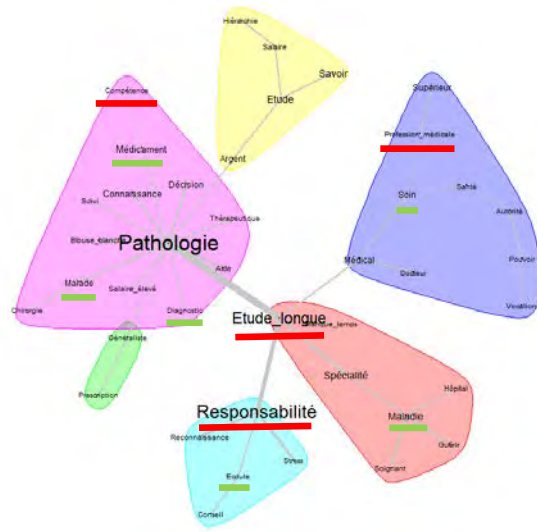 Hiérarchie
Salaire
Savoir
Etude
Argent
Compétence
Médicament
Décision
Connaissance
Suivi
Thérapeutique
Blouse_blanche
Pathologie
Aide
Malade
Salaire_élevé
Chirurgie
Diagnostic
Généraliste
Prescription
Supérieur
Profession_médicale
Soin
Santé
Autorité
Médical
Docteur
Pouvoir
Vocation
Etude_longue
Spécialité
Hôpital
Maladie
Guérir
Soignant
Responsabilité
Reconnaissance
Stress
Ecoute
Conseil